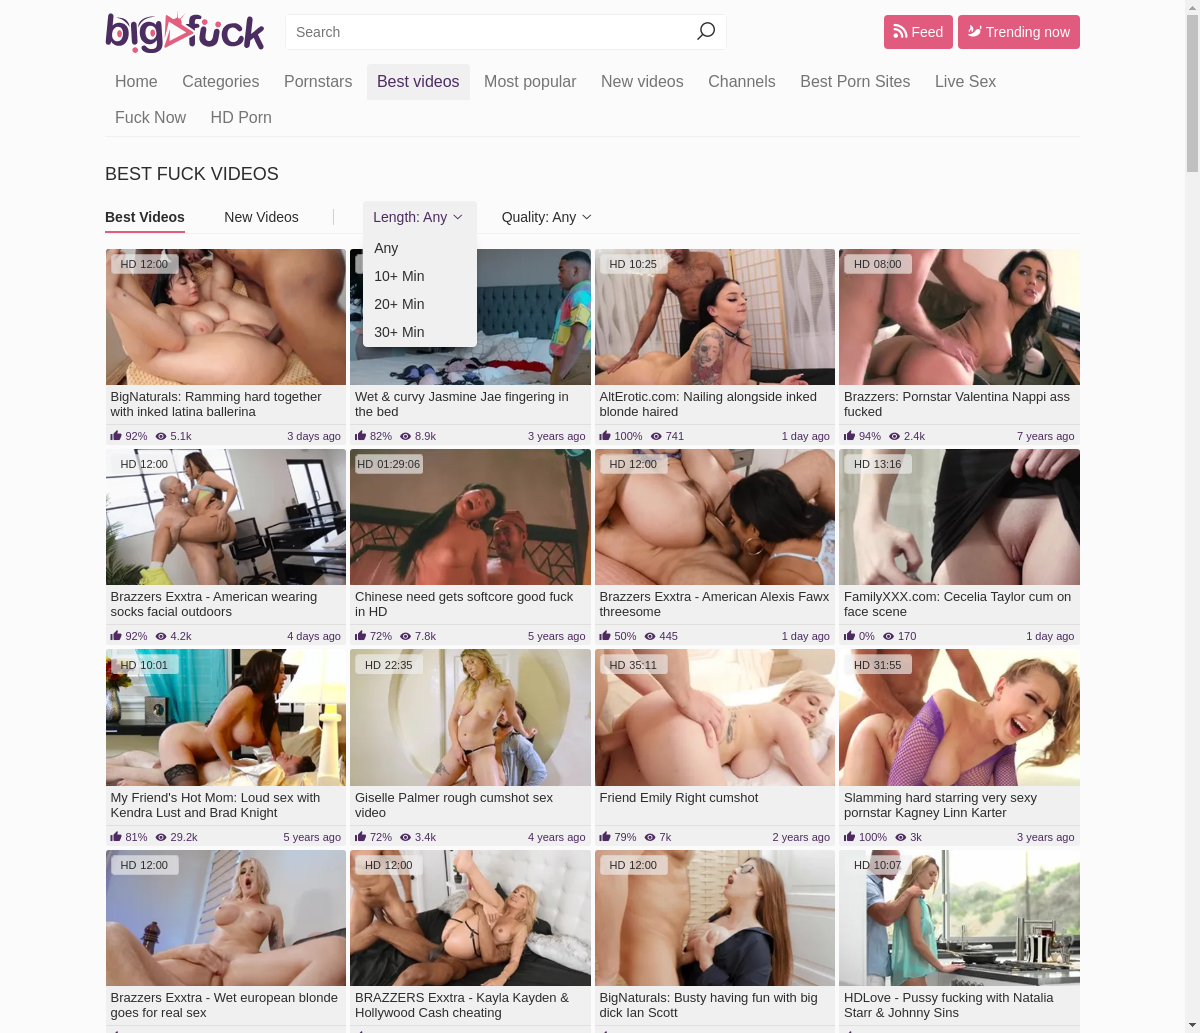 big fuck
Search
Feed
Trending now
Home Categories Pornstars Best videos Most popular New videos Channels Best Porn Sites Live Sex
Fuck Now HD Porn
BEST FUCK VIDEOS
Best Videos New Videos Length: Any Quality: Any
Any
10+ Min
20+ Min
30+ Min
HD 12:00
HD 10:25
HD 08:00
BigNaturals: Ramming hard together
with inked latina ballerina
92% 5.1k 3 days ago
Wet & curvy Jasmine Jae fingering in
the bed
82% 8.9k 3 years ago
AltErotic.com: Nailing alongside inked
blonde haired
100% 741 1 day ago
Brazzers: Pornstar Valentina Nappi ass
fucked
94% 2.4k 7 years ago
HD 12:00
HD 01:29:06
HD 12:00
HD 13:16
Brazzers Exxtra - American wearing
socks facial outdoors
92% 4.2k 4 days ago
Chinese need gets softcore good fuck
in HD
72% 7.8k 5 years ago
Brazzers Exxtra - American Alexis Fawx
threesome
50% 445 1 day ago
FamilyXXX.com: Cecelia Taylor cum on
face scene
0% 170 1 day ago
HD 10:01
HD 22:35
HD 35:11
HD 31:55
My Friend's Hot Mom: Loud sex with
Kendra Lust and Brad Knight
81% 29.2k 5 years ago
Giselle Palmer rough cumshot sex
video
72% 3.4k 4 years ago
Friend Emily Right cumshot
79% 7k 2 years ago
Slamming hard starring very sexy
pornstar Kagney Linn Karter
100% 3k 3 years ago
HD 12:00
HD 12:00
HD 12:00
HD 10:07
Brazzers Exxtra - Wet european blonde
goes for real sex
BRAZZERS Exxtra - Kayla Kayden &
Hollywood Cash cheating
BigNaturals: Busty having fun with big
dick Ian Scott
HDLove - Pussy fucking with Natalia
Starr & Johnny Sins